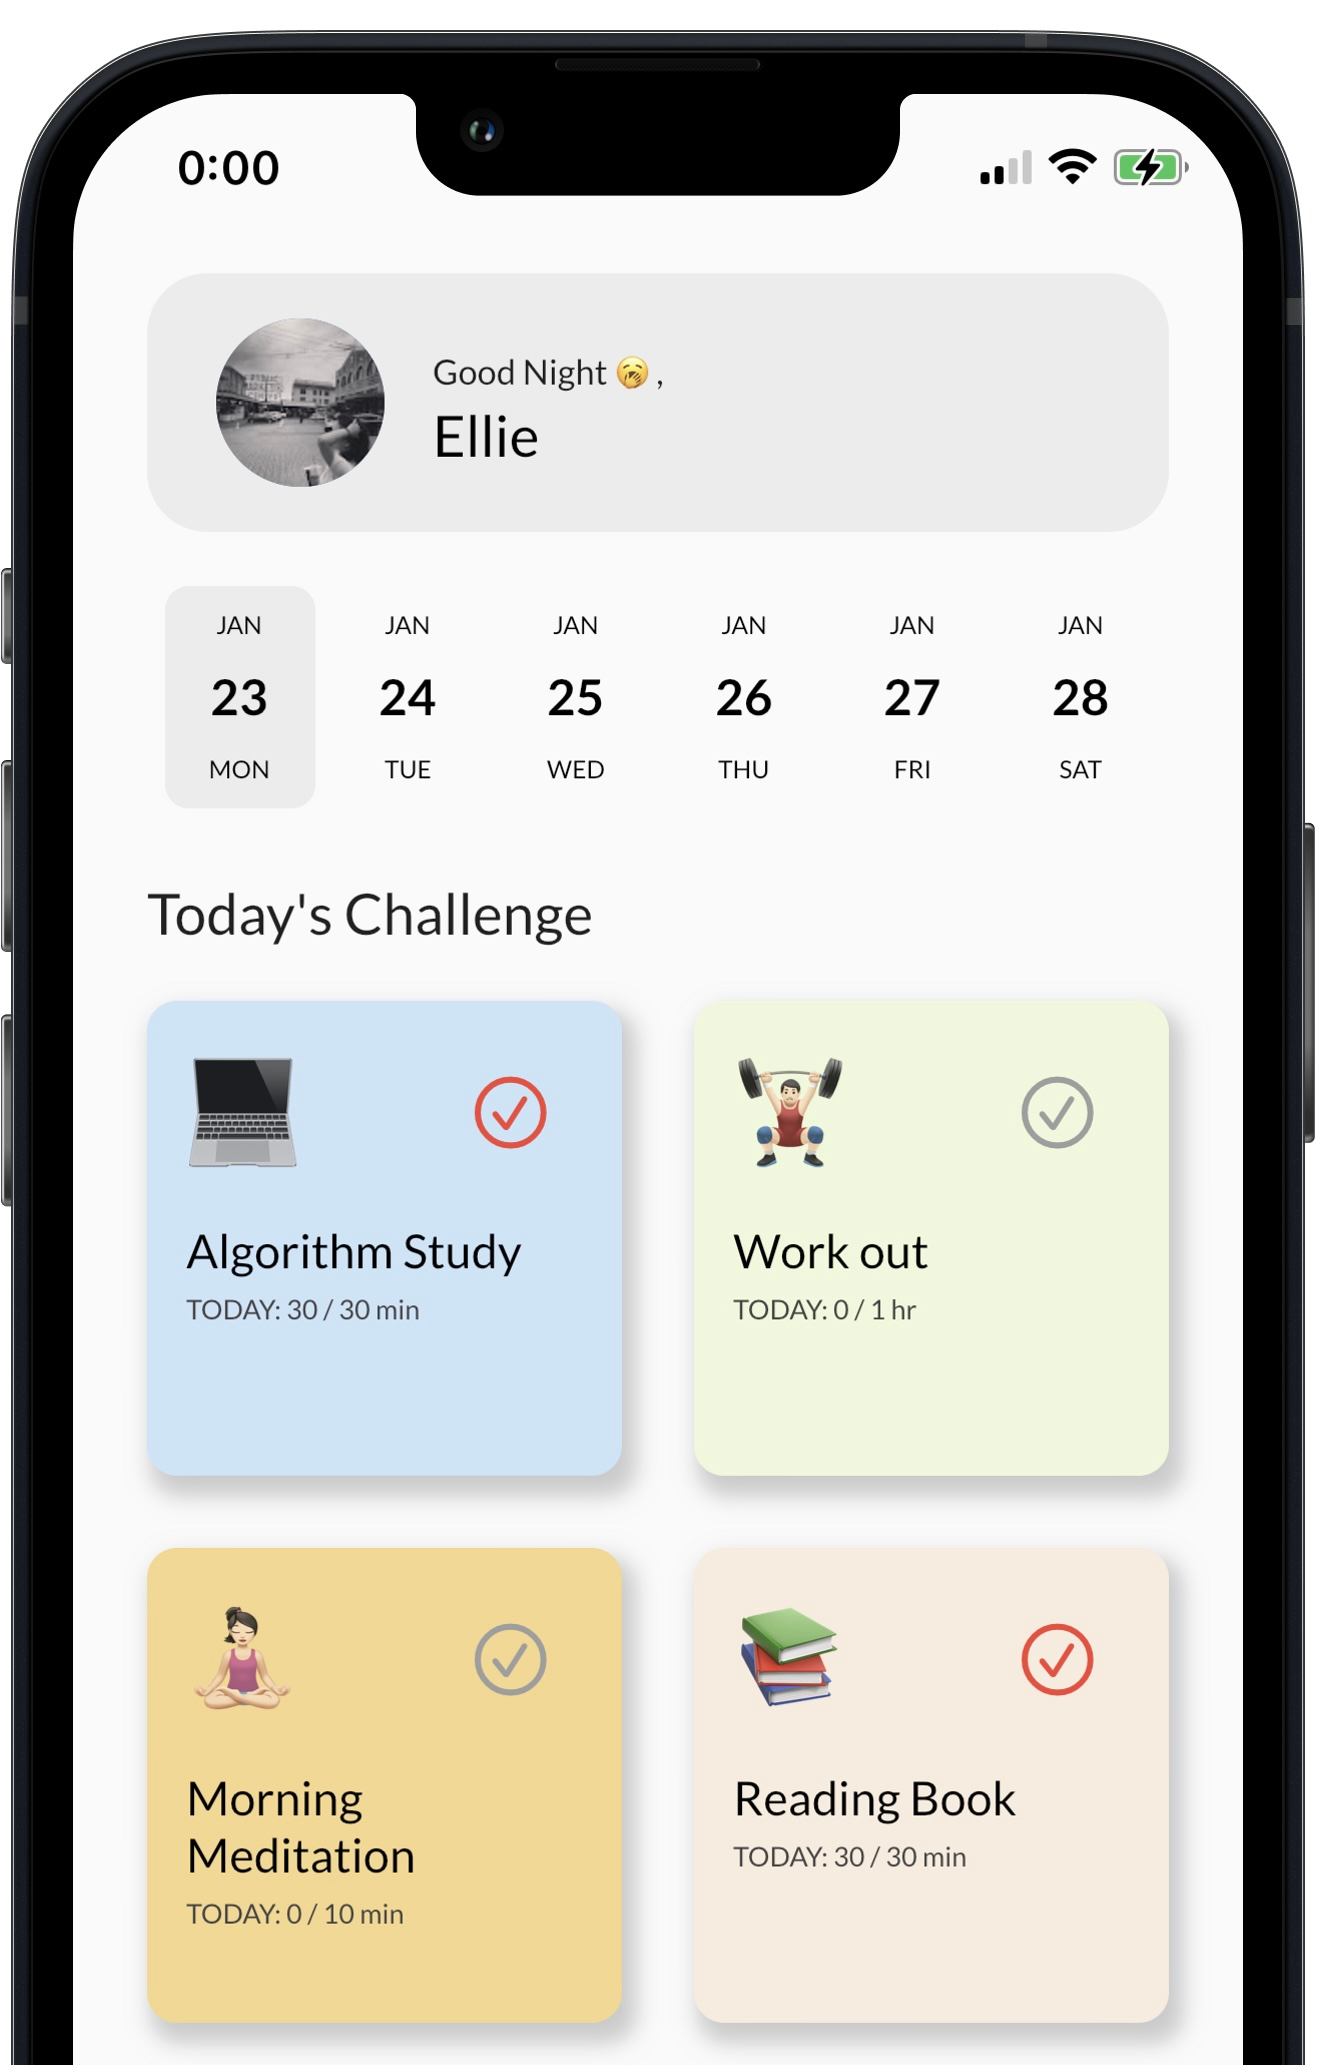 0:00
Good Night 🥱 ,
Ellie
JAN JAN JAN JAN JAN JAN
23 24 25 26 27 28
MON TUE WED THU FRI SAT
Today's Challenge
Algorithm Study
TODAY: 30 / 30 min
Work out
TODAY: 0 / 1 hr
Morning
Meditation
TODAY: 0 / 10 min
Reading Book
TODAY: 30 / 30 min